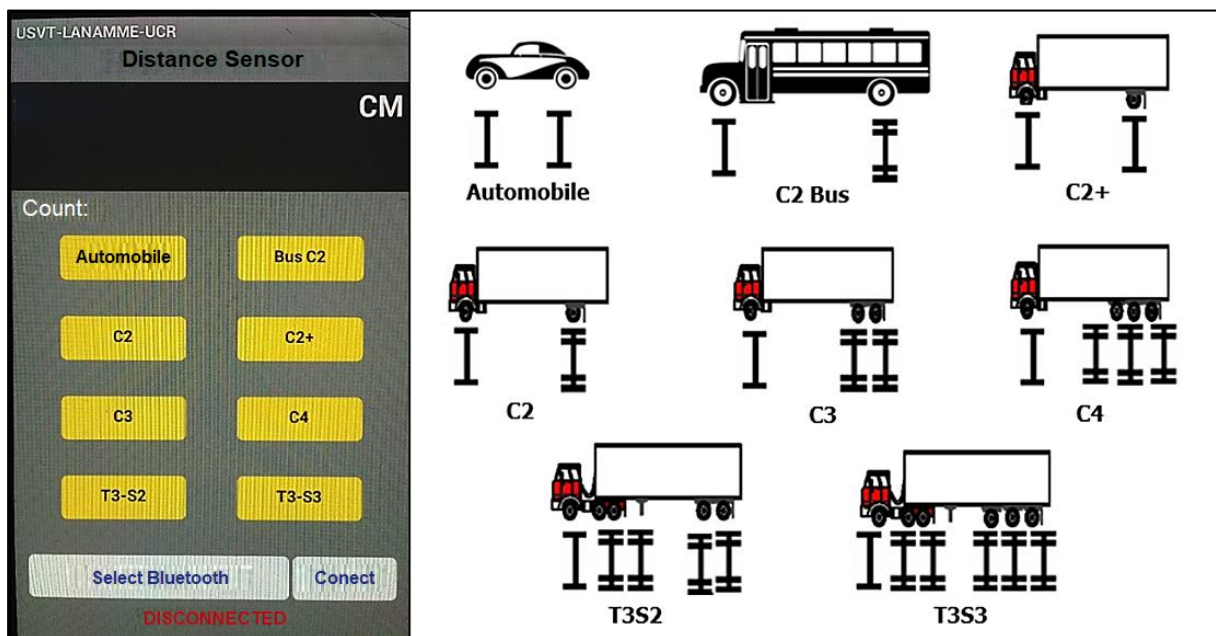 USVT-LANAMME-UCR
Distance Sensor
CM
Count:
Automobile
Bus C2
C2
C2+
C3
C4
T3-S2
T3-S3
Select Bluetooth
Conect
DISCONNECTED
Automobile
C2 Bus
C2+
C2
C3
C4
T3S2
T3S3